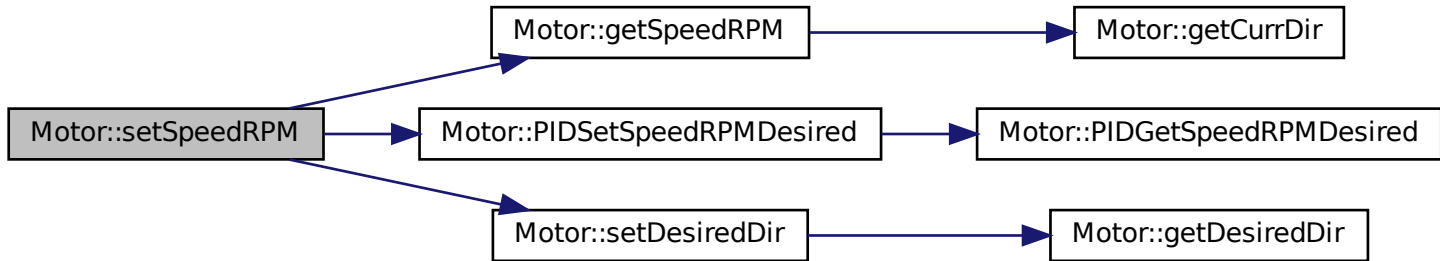 Motor::getSpeedRPM
Motor::getCurrDir
Motor::setSpeedRPM
Motor::PIDSetSpeedRPMDesired
Motor::PIDGetSpeedRPMDesired
Motor::setDesiredDir
Motor::getDesiredDir